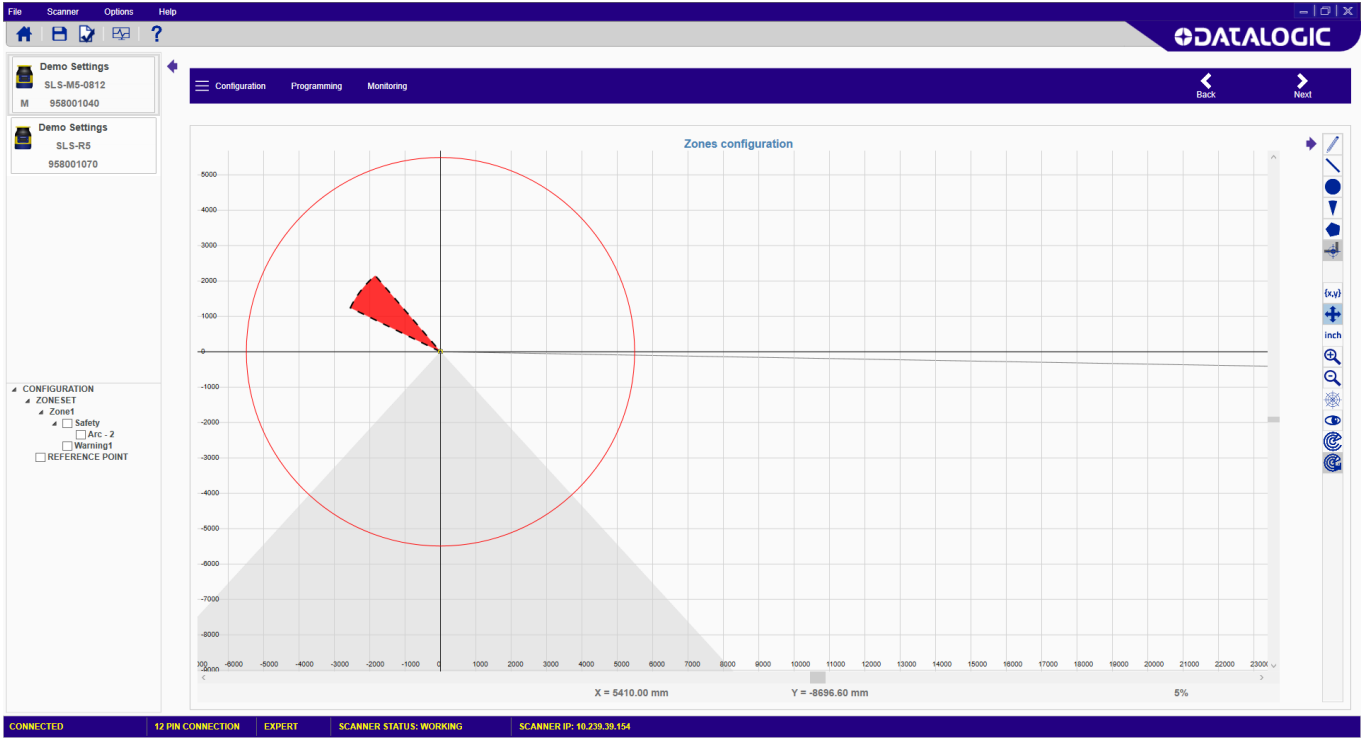 File Scanner Options Help
DATALOGIC
Demo Settings
SLS-M5-0812
M 958001040
Demo Settings
SLS-R5
958001070
Configuration Programming Monitoring Back Next
Zones configuration
5000
4000
3000
2000
1000
0
-1000
-2000
-3000
-4000
-5000
-6000
-7000
-8000
-9000
-6000 -5000 -4000 -3000 -2000 -1000 0 1000 2000 3000 4000 5000 6000 7000 8000 9000 10000 11000 12000 13000 14000 15000 16000 17000 18000 19000 20000 21000 22000 23000
X = 5410.00 mm Y = -8696.60 mm 5%
{x,y}
inch
CONFIGURATION
ZONESET
Zone1
Safety
Arc - 2
Warning1
REFERENCE POINT
CONNECTED 12 PIN CONNECTION EXPERT SCANNER STATUS: WORKING SCANNER IP: 10.239.39.154